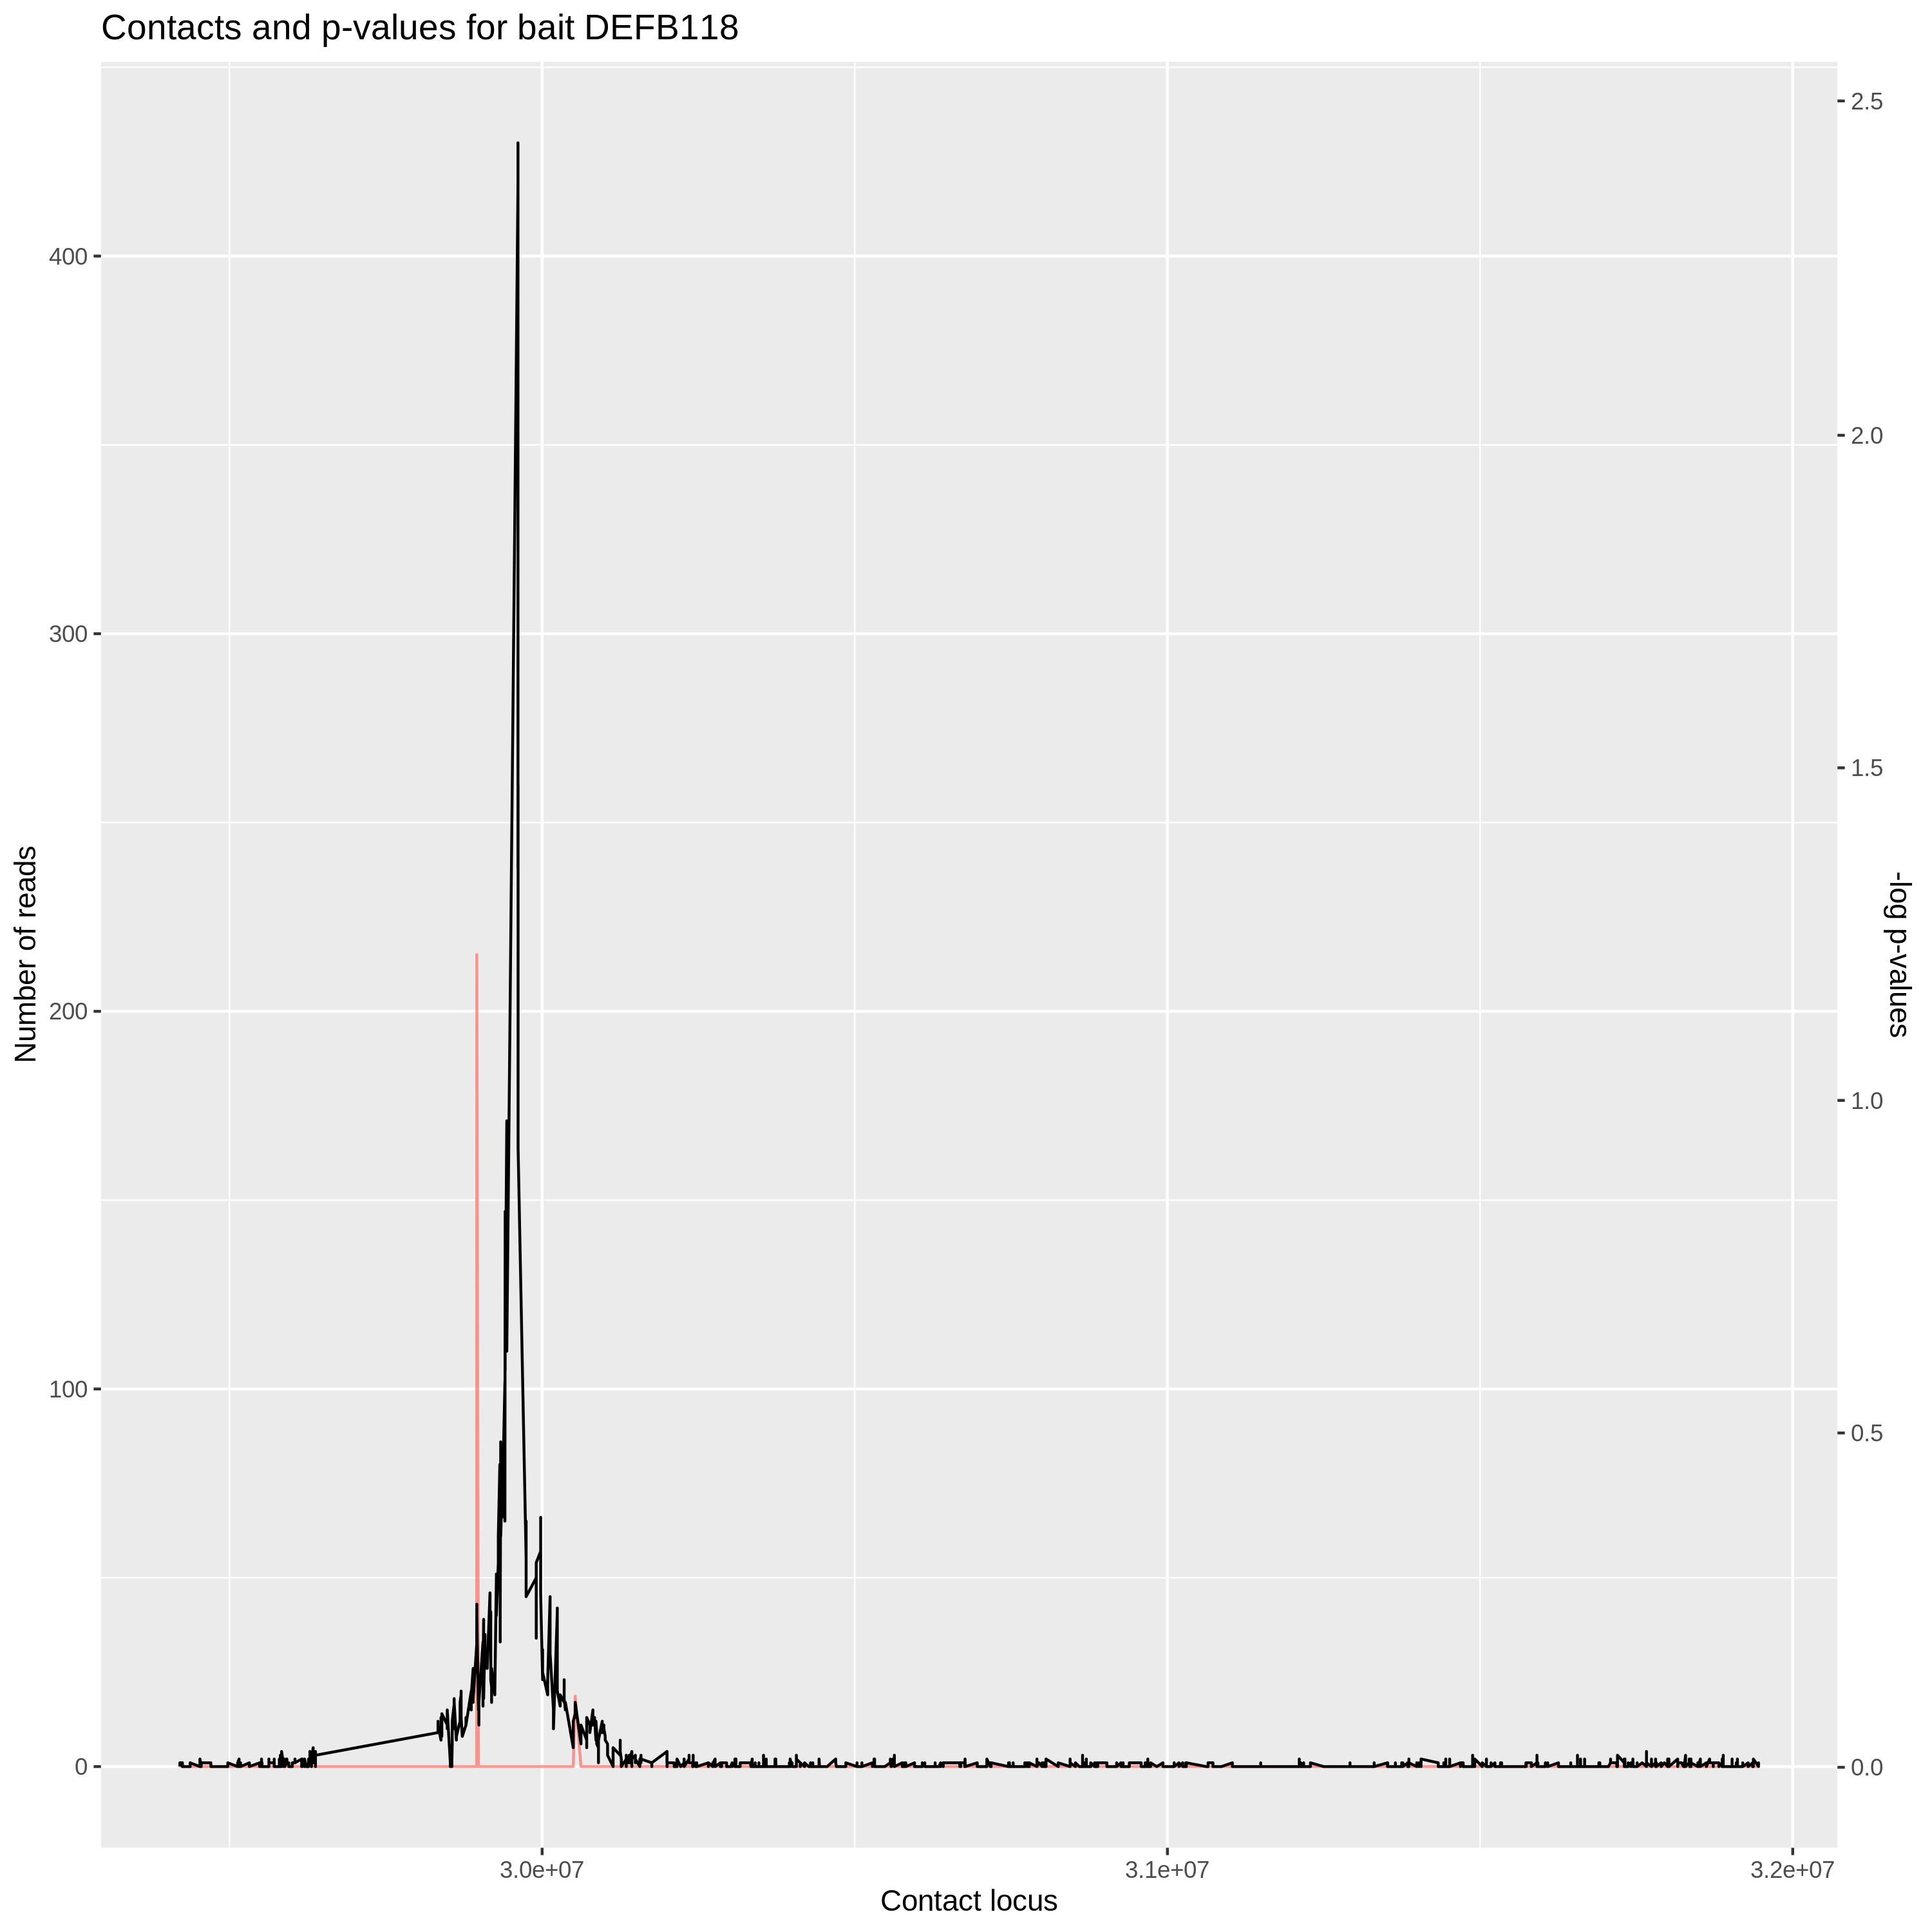 Contacts and p-values for bait DEFB118
Number of reads
400
300
200
100
0
2.5
2.0
1.5
1.0
0.5
0.0
-log p-values
3.0e+07
3.1e+07
3.2e+07
Contact locus